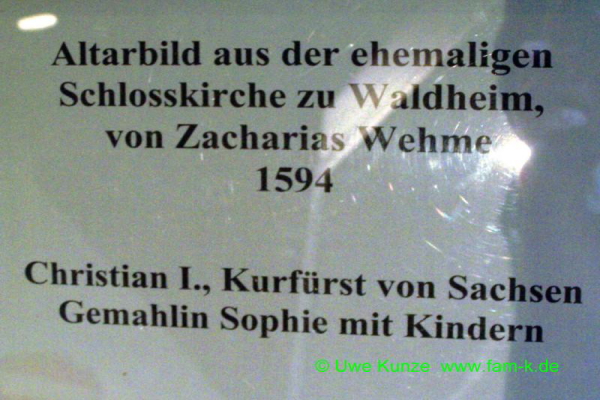 Altarbild aus der ehemaligen
Schlosskirche zu Waldheim,
von Zacharias Wehme
1594
Christian I., Kurfürst von Sachsen
Gemahlin Sophie mit Kindern
© Uwe Kunze www.fam-k.de